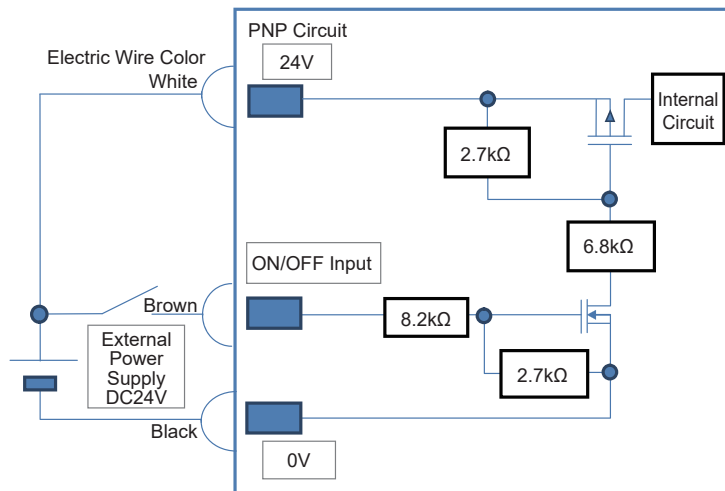 PNP Circuit
Electric Wire Color
White
24V
Internal
Circuit
2.7kΩ
6.8kΩ
ON/OFF Input
Brown
8.2kΩ
External
Power
Supply
DC24V
2.7kΩ
Black
0V